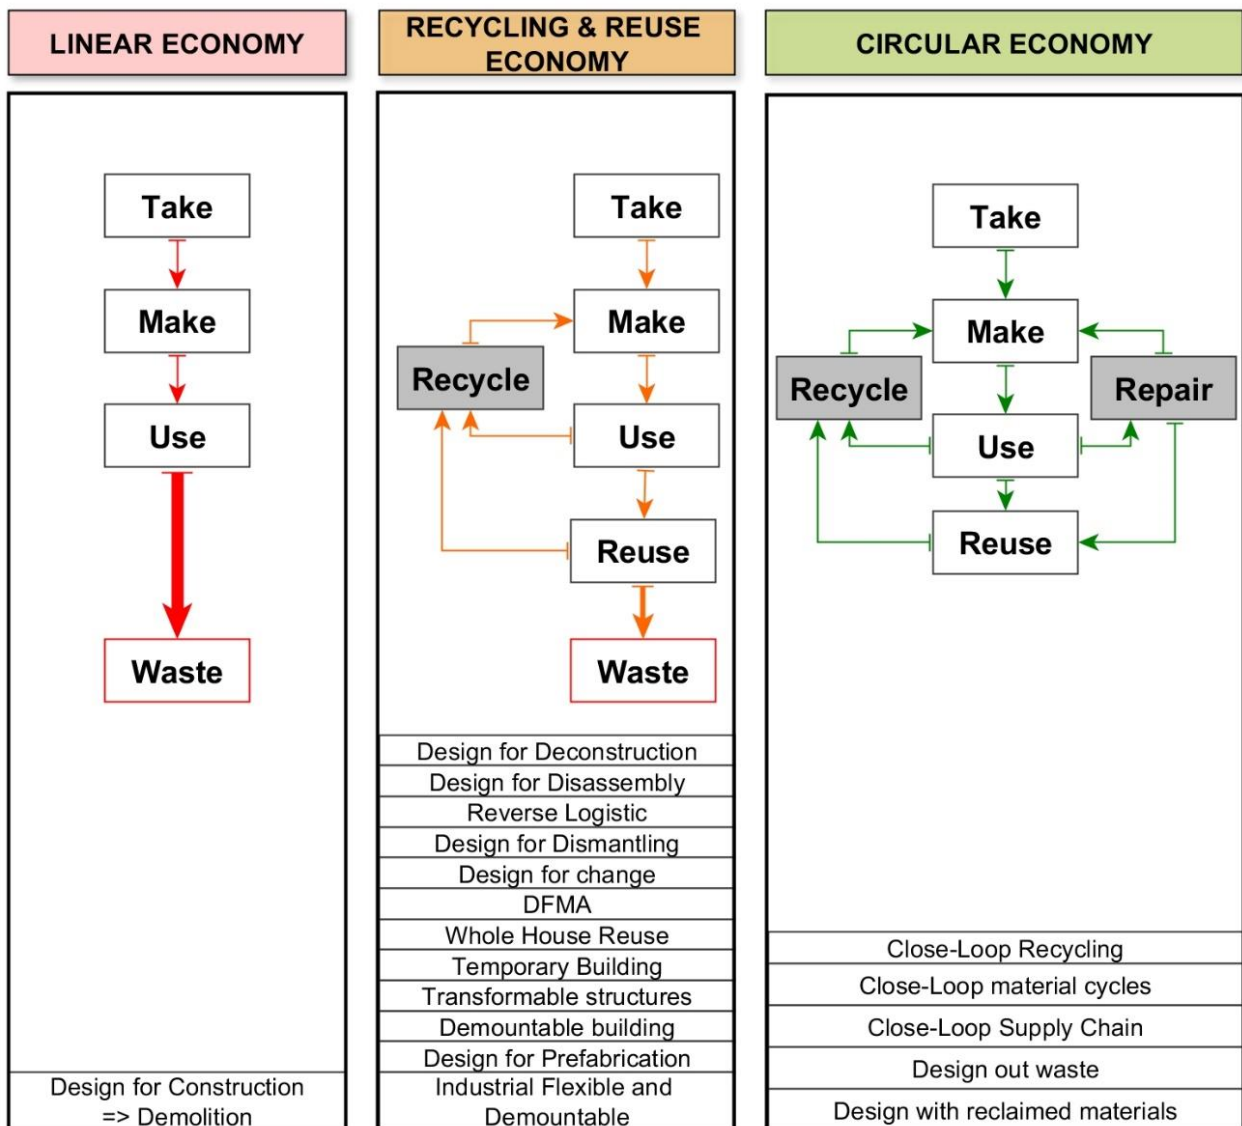 LINEAR ECONOMY
Take
Make
Use
Waste
Design for Construction
=> Demolition
RECYCLING & REUSE
ECONOMY
Take
Make
Recycle
Use
Reuse
Waste
Design for Deconstruction
Design for Disassembly
Reverse Logistic
Design for Dismantling
Design for change
DFMA
Whole House Reuse
Temporary Building
Transformable structures
Demountable building
Design for Prefabrication
Industrial Flexible and
Demountable
CIRCULAR ECONOMY
Take
Make
Recycle
Repair
Use
Reuse
Close-Loop Recycling
Close-Loop material cycles
Close-Loop Supply Chain
Design out waste
Design with reclaimed materials